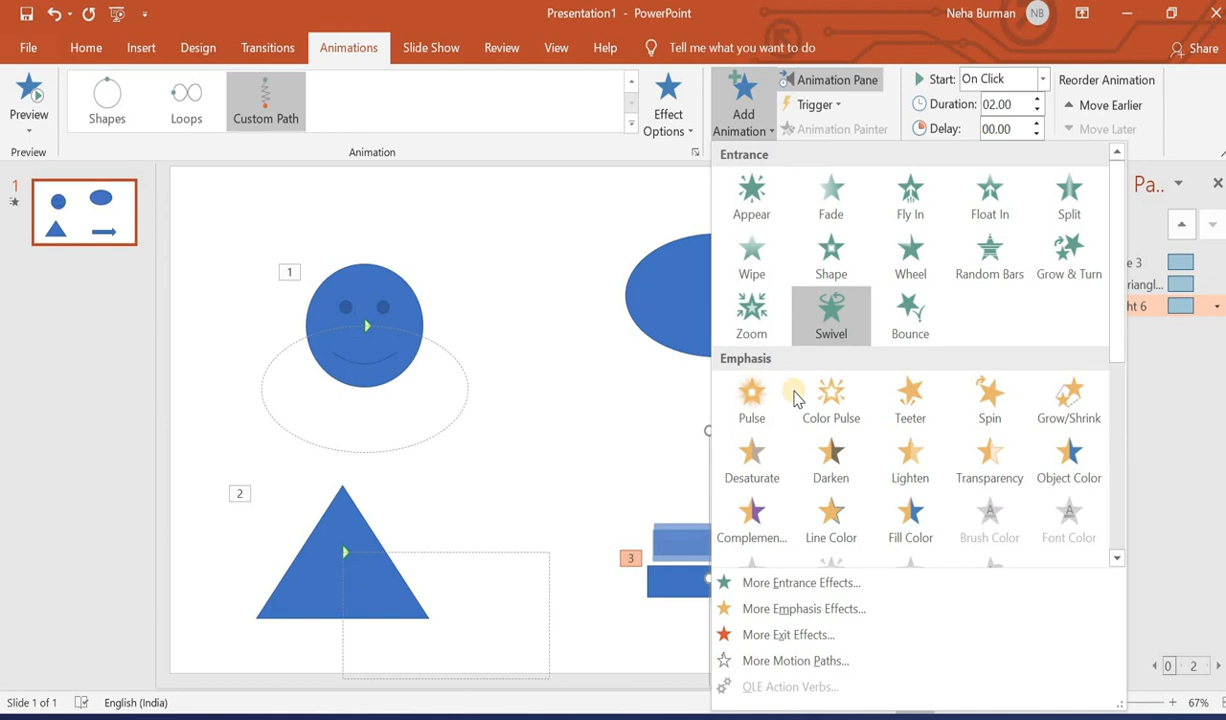 Presentation1 - PowerPoint
Neha Burman NB
File Home Insert Design Transitions Animations Slide Show Review View Help Tell me what you want to do Share
Preview
Shapes Loops Custom Path
Effect Options
Add Animation
Animation Pane
Trigger
Animation Painter
Start: On Click
Duration: 02.00
Delay: 00.00
Reorder Animation
Move Earlier
Move Later
Preview
Animation
Entrance
Appear Fade Fly In Float In Split
Wipe Shape Wheel Random Bars Grow & Turn
Zoom Swivel Bounce
Emphasis
Pulse Color Pulse Teeter Spin Grow/Shrink
Desaturate Darken Lighten Transparency Object Color
Complemen... Line Color Fill Color Brush Color Font Color
More Entrance Effects...
More Emphasis Effects...
More Exit Effects...
More Motion Paths...
OLE Action Verbs...
1
1
2
3
Pa..
e 3
riangl...
ht 6
0 2
Slide 1 of 1 English (India) 67%